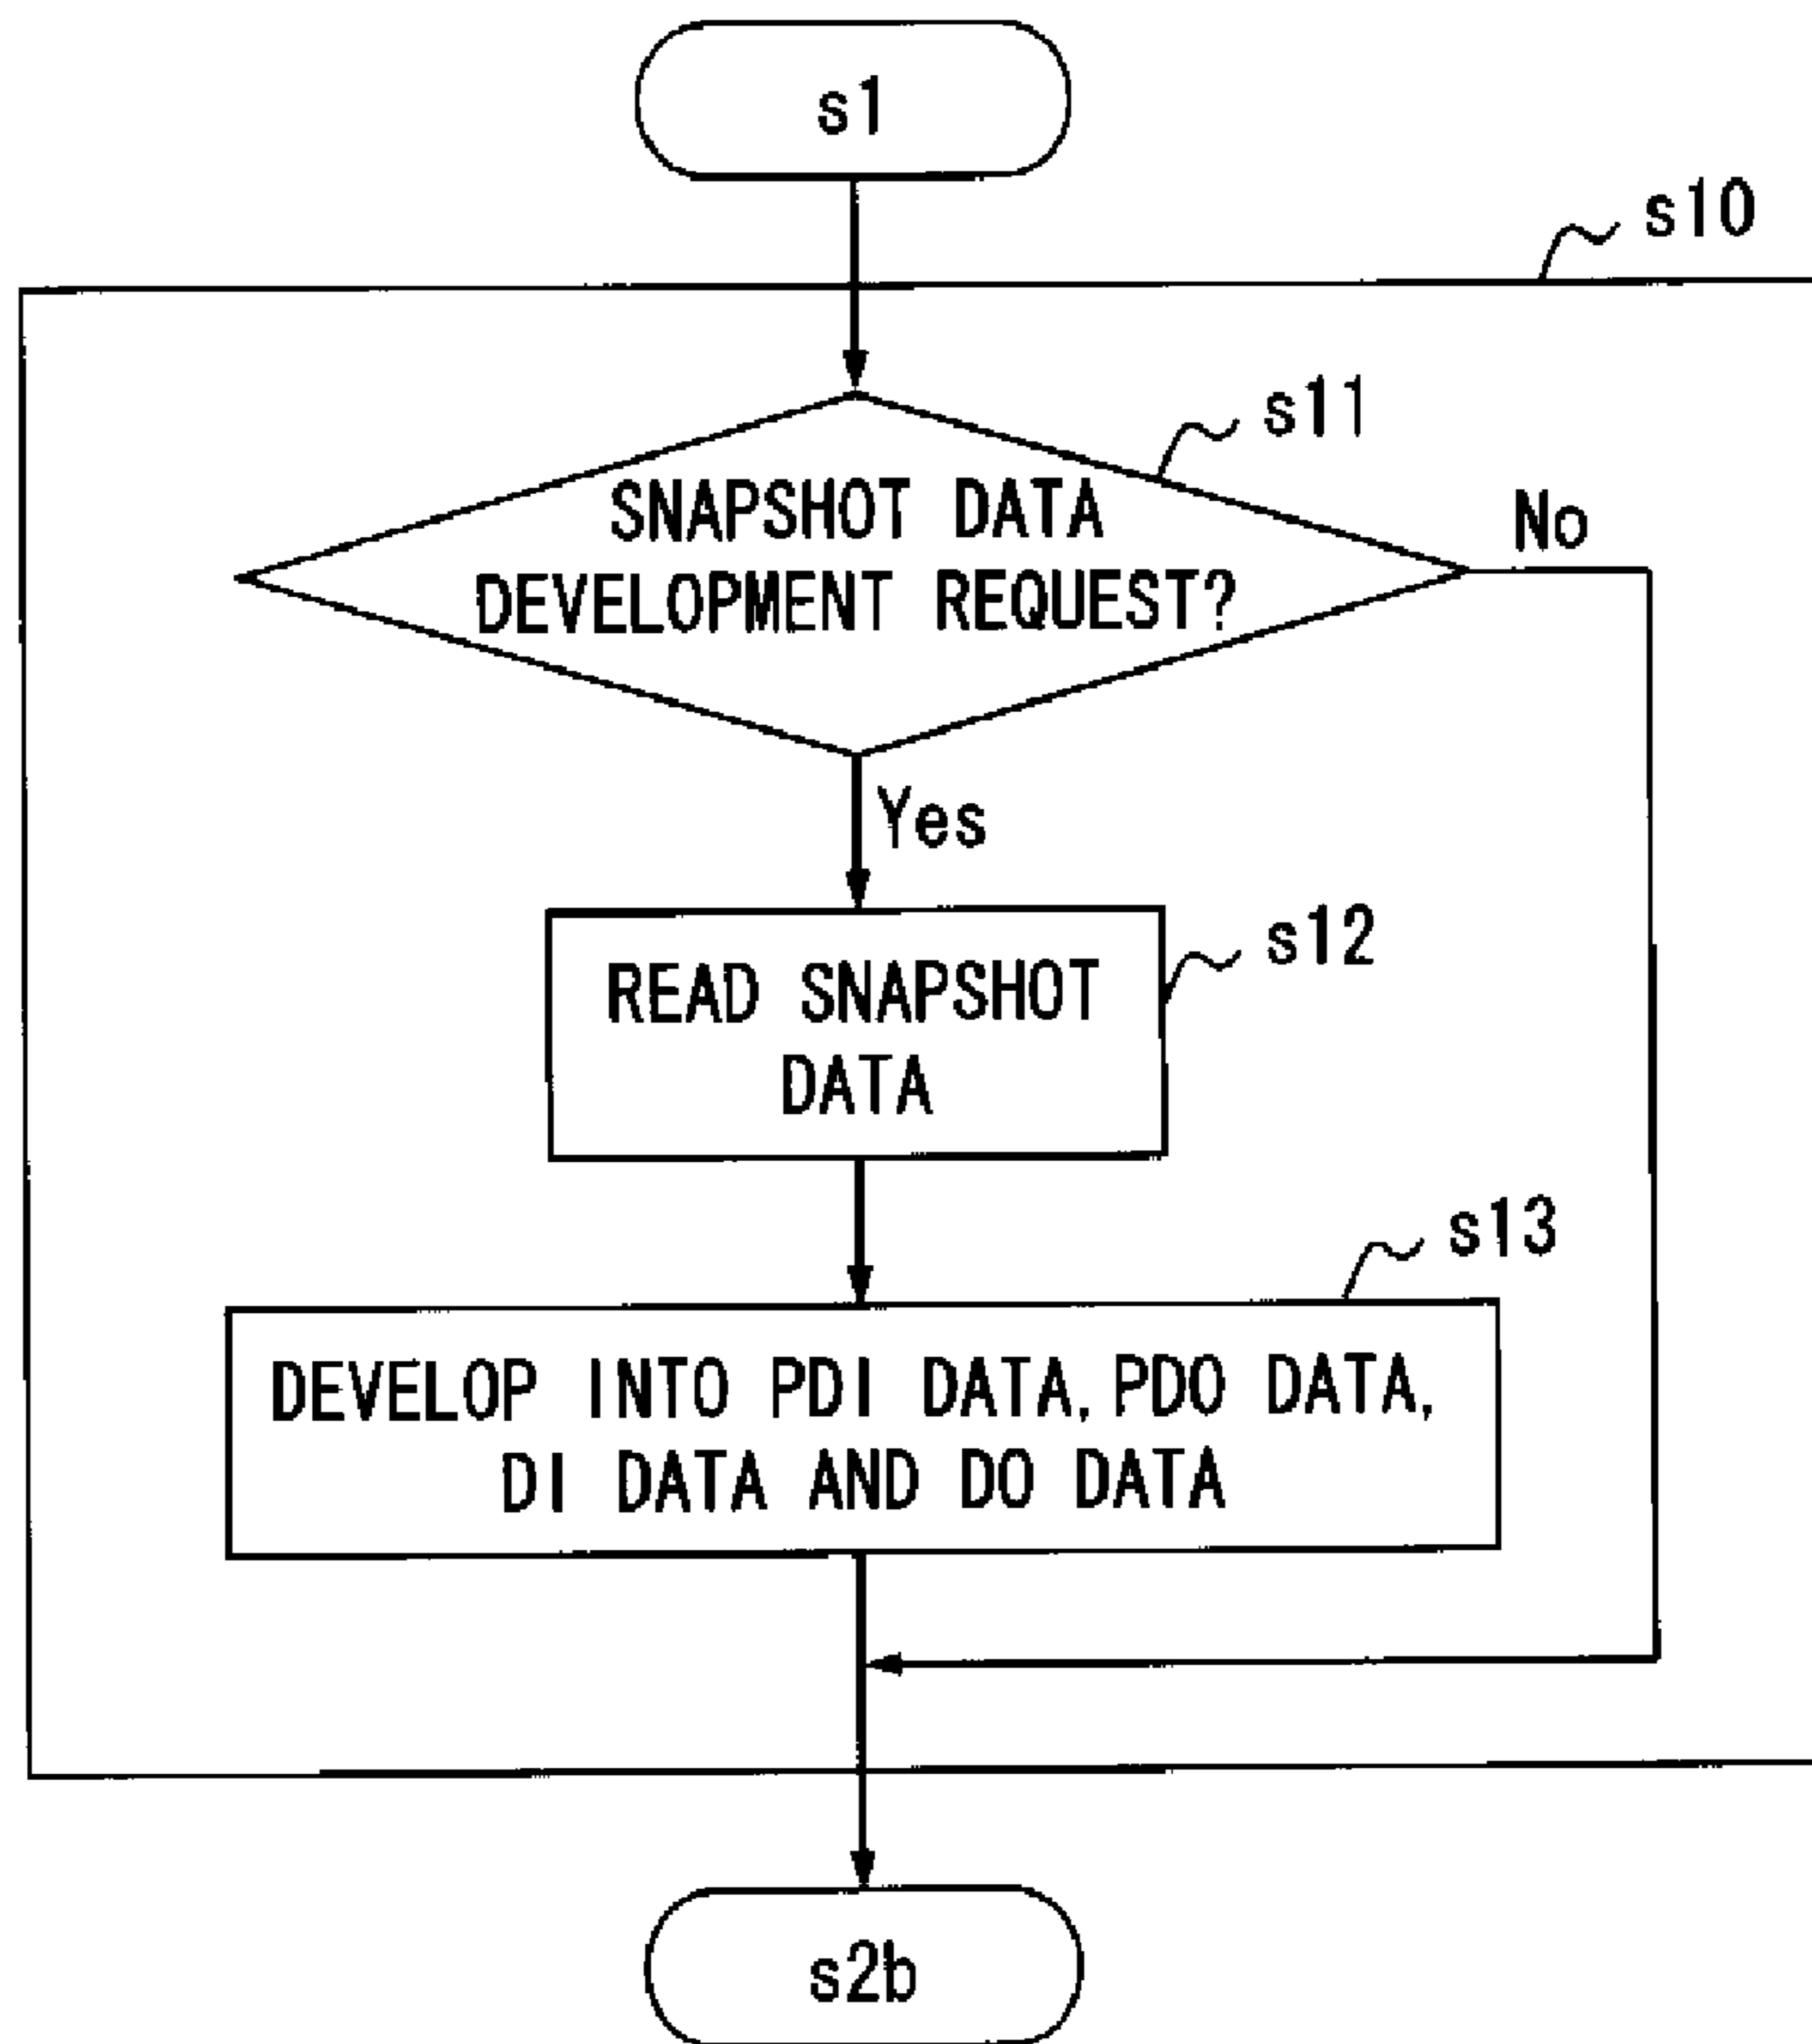 s1
s10
s11
SNAPSHOT DATA
DEVELOPMENT REQUEST?
No
Yes
s12
READ SNAPSHOT
DATA
s13
DEVELOP INTO PDI DATA, PDO DATA,
DI DATA AND DO DATA
s2b